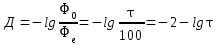 Д = −lg Φ₀/Φₑ = −lg τ/100 = −2 − lg τ